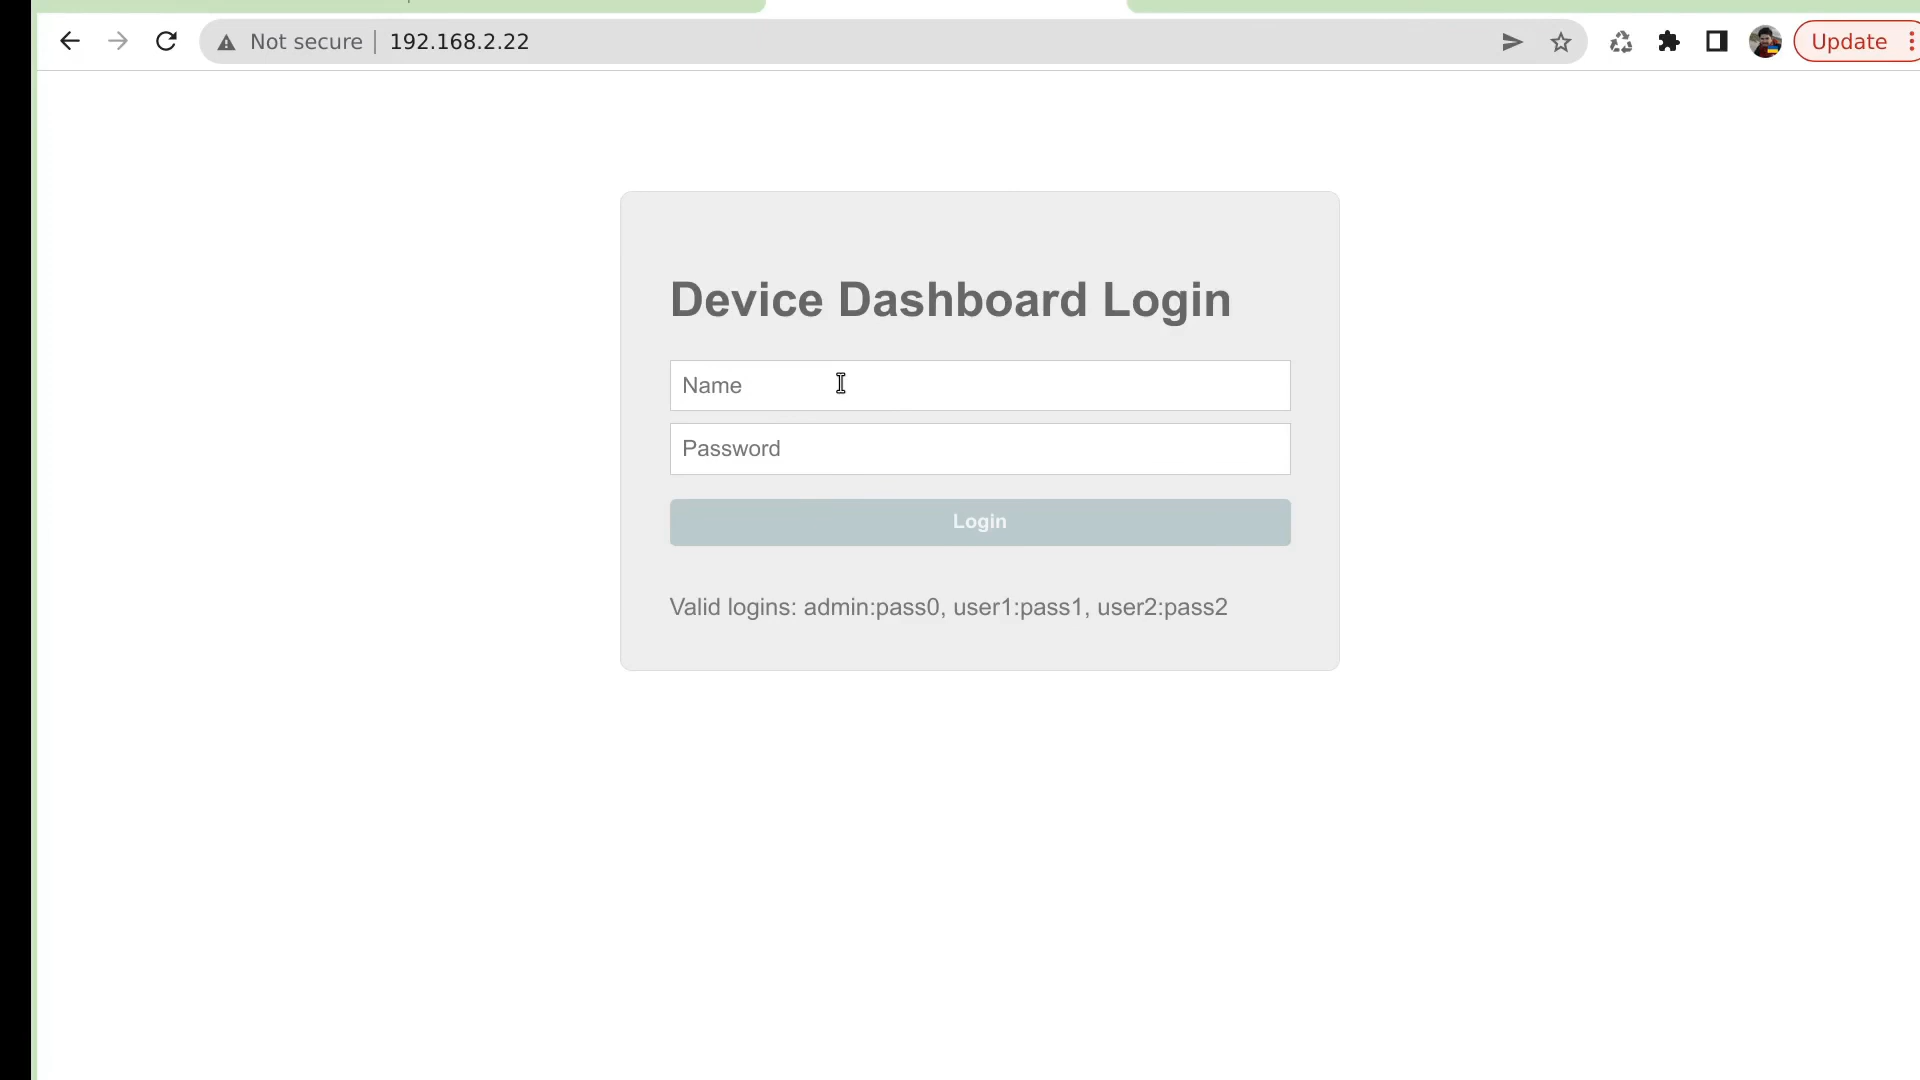 Not secure | 192.168.2.22
Update
Device Dashboard Login
Name
Password
Login
Valid logins: admin:pass0, user1:pass1, user2:pass2